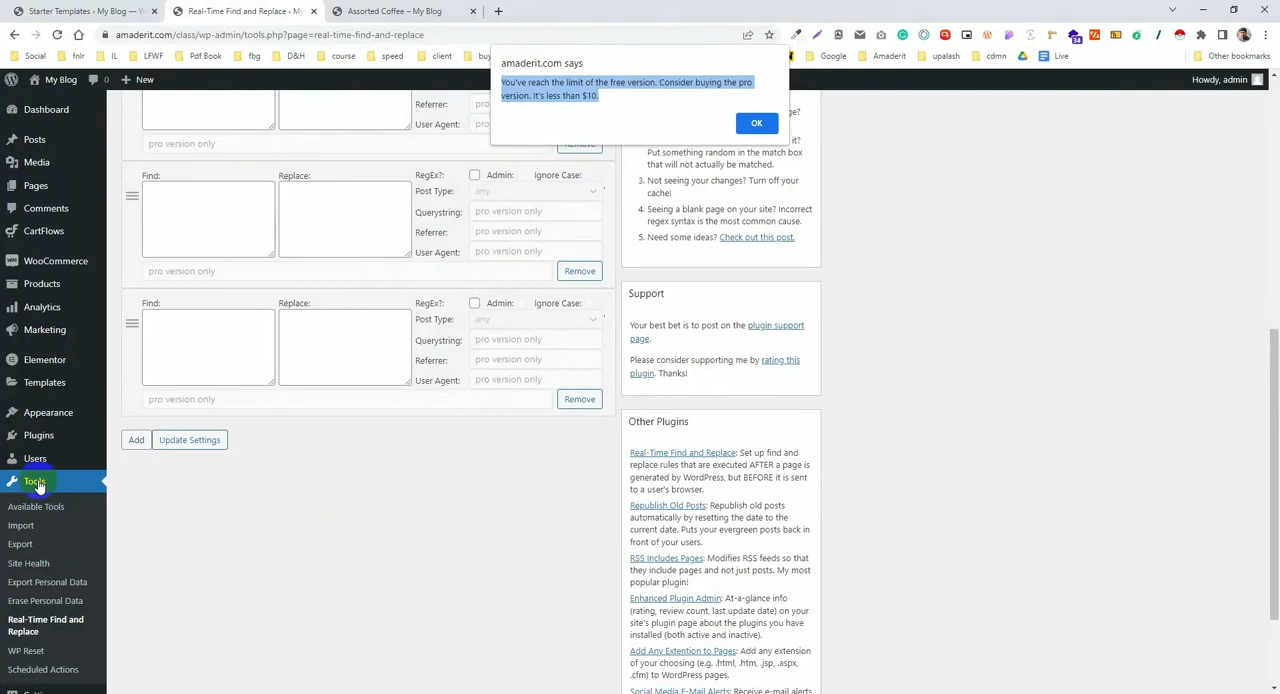 Starter Templates ‹ My Blog — W
Real-Time Find and Replace ‹ My
Assorted Coffee – My Blog
amaderit.com/class/wp-admin/tools.php?page=real-time-find-and-replace
34
Social
fnlr
IL
LFWF
Pdf Book
fbg
D&H
course
speed
client
Google
Amaderit
upalash
cdmn
Live
Other bookmarks
My Blog
0
New
Howdy, admin
amaderit.com says
You've reach the limit of the free version. Consider buying the pro
version. It's less than $10.
OK
Dashboard
Posts
Media
Pages
Comments
CartFlows
WooCommerce
Products
Analytics
Marketing
Elementor
Templates
Appearance
Plugins
Users
Tools
Available Tools
Import
Export
Site Health
Export Personal Data
Erase Personal Data
Real-Time Find and
Replace
WP Reset
Scheduled Actions
Referrer:
User Agent:
pro version only
Remove
Find:
Replace:
RegEx?:
Admin:
Ignore Case:
Post Type:
any
Querystring:
pro version only
Referrer:
pro version only
User Agent:
pro version only
pro version only
Remove
Find:
Replace:
RegEx?:
Admin:
Ignore Case:
Post Type:
any
Querystring:
pro version only
Referrer:
pro version only
User Agent:
pro version only
pro version only
Remove
Add
Update Settings
it?
Put something random in the match box
that will not actually be matched.
3. Not seeing your changes? Turn off your
cache!
4. Seeing a blank page on your site? Incorrect
regex syntax is the most common cause.
5. Need some ideas? Check out this post.
Support
Your best bet is to post on the plugin support
page.
Please consider supporting me by rating this
plugin. Thanks!
Other Plugins
Real-Time Find and Replace: Set up find and
replace rules that are executed AFTER a page is
generated by WordPress, but BEFORE it is sent
to a user's browser.
Republish Old Posts: Republish old posts
automatically by resetting the date to the
current date. Puts your evergreen posts back in
front of your users.
RSS Includes Pages: Modifies RSS feeds so that
they include pages and not just posts. My most
popular plugin!
Enhanced Plugin Admin: At-a-glance info
(rating, review count, last update date) on your
site's plugin page about the plugins you have
installed (both active and inactive).
Add Any Extention to Pages: Add any extension
of your choosing (e.g. .html, .htm, .jsp, .aspx,
.cfm) to WordPress pages.
Social Media E-Mail Alerts: Receive e-mail alerts